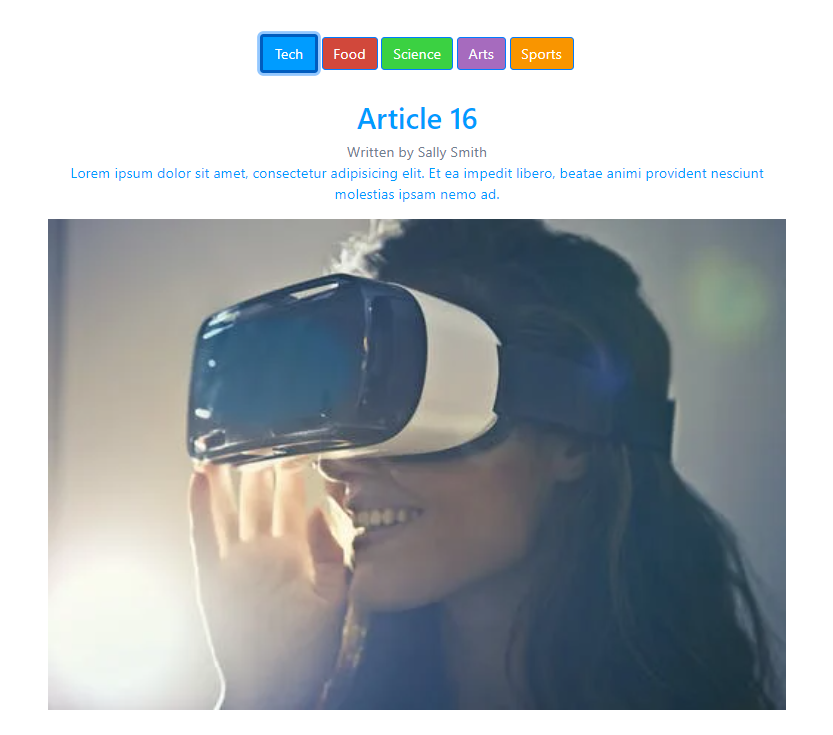 Tech Food Science Arts Sports
Article 16
Written by Sally Smith
Lorem ipsum dolor sit amet, consectetur adipisicing elit. Et ea impedit libero, beatae animi provident nesciunt
molestias ipsam nemo ad.